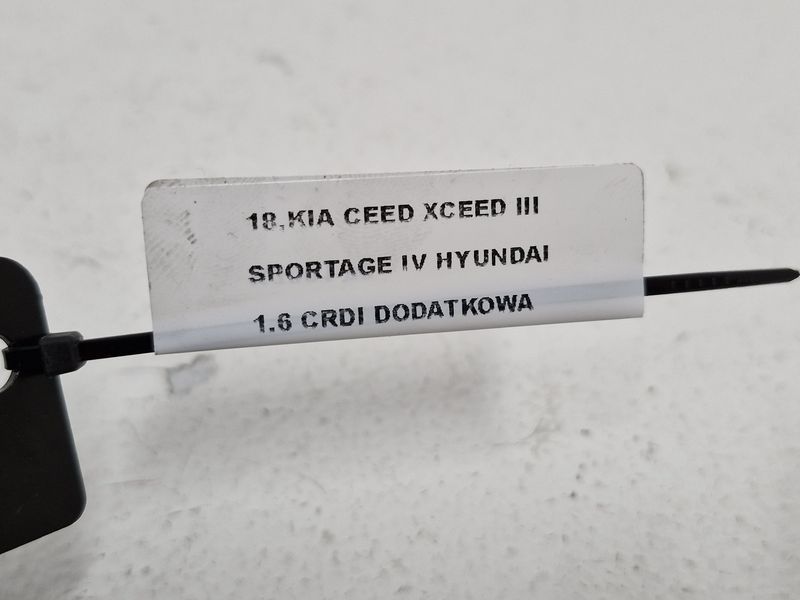 18,KIA CEED XCEED III
SPORTAGE IV HYUNDAI
1.6 CRDI DODATKOWA